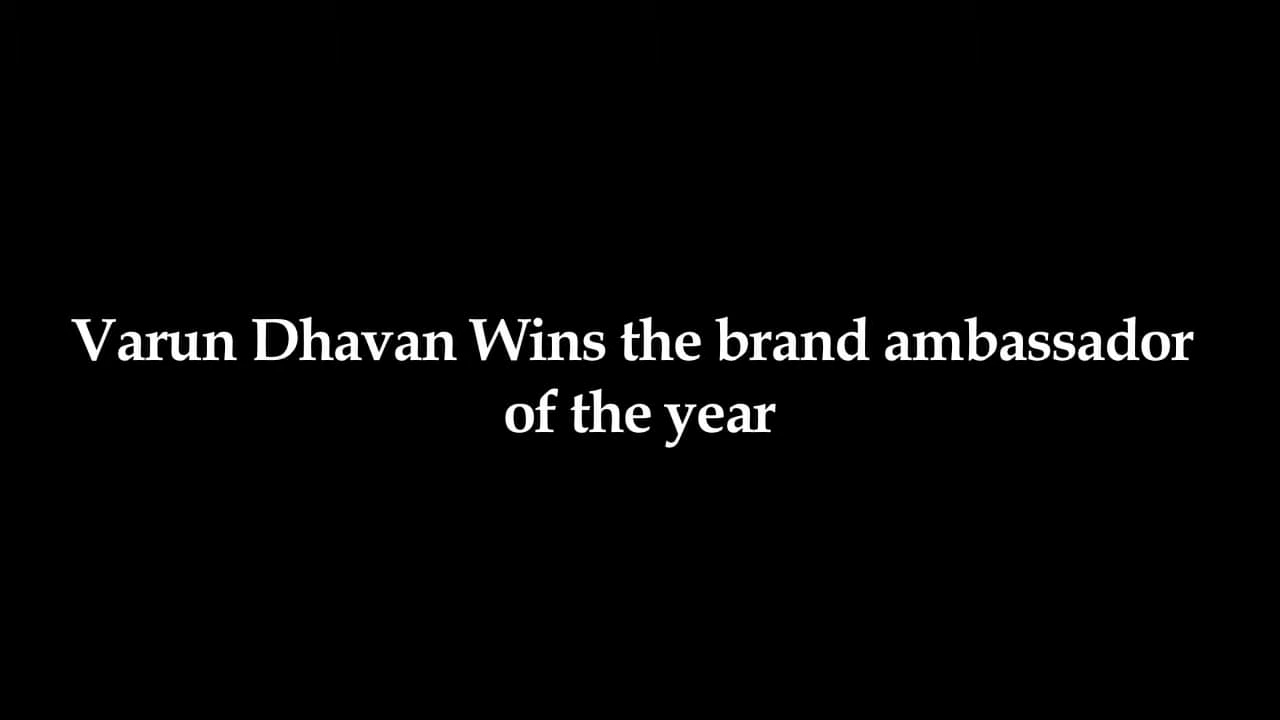 Varun Dhavan Wins the brand ambassador
of the year